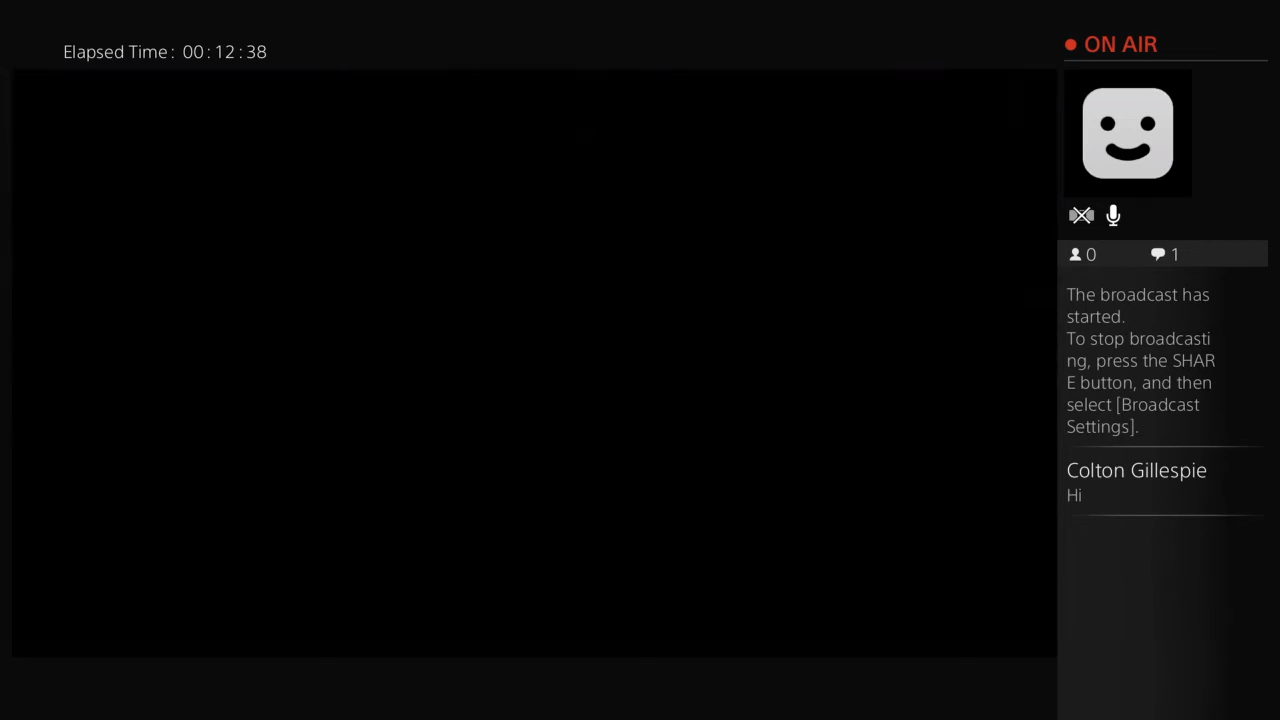 Elapsed Time: 00:12:38
ON AIR
0 1
The broadcast has
started.
To stop broadcasti
ng, press the SHAR
E button, and then
select [Broadcast
Settings].
Colton Gillespie
Hi